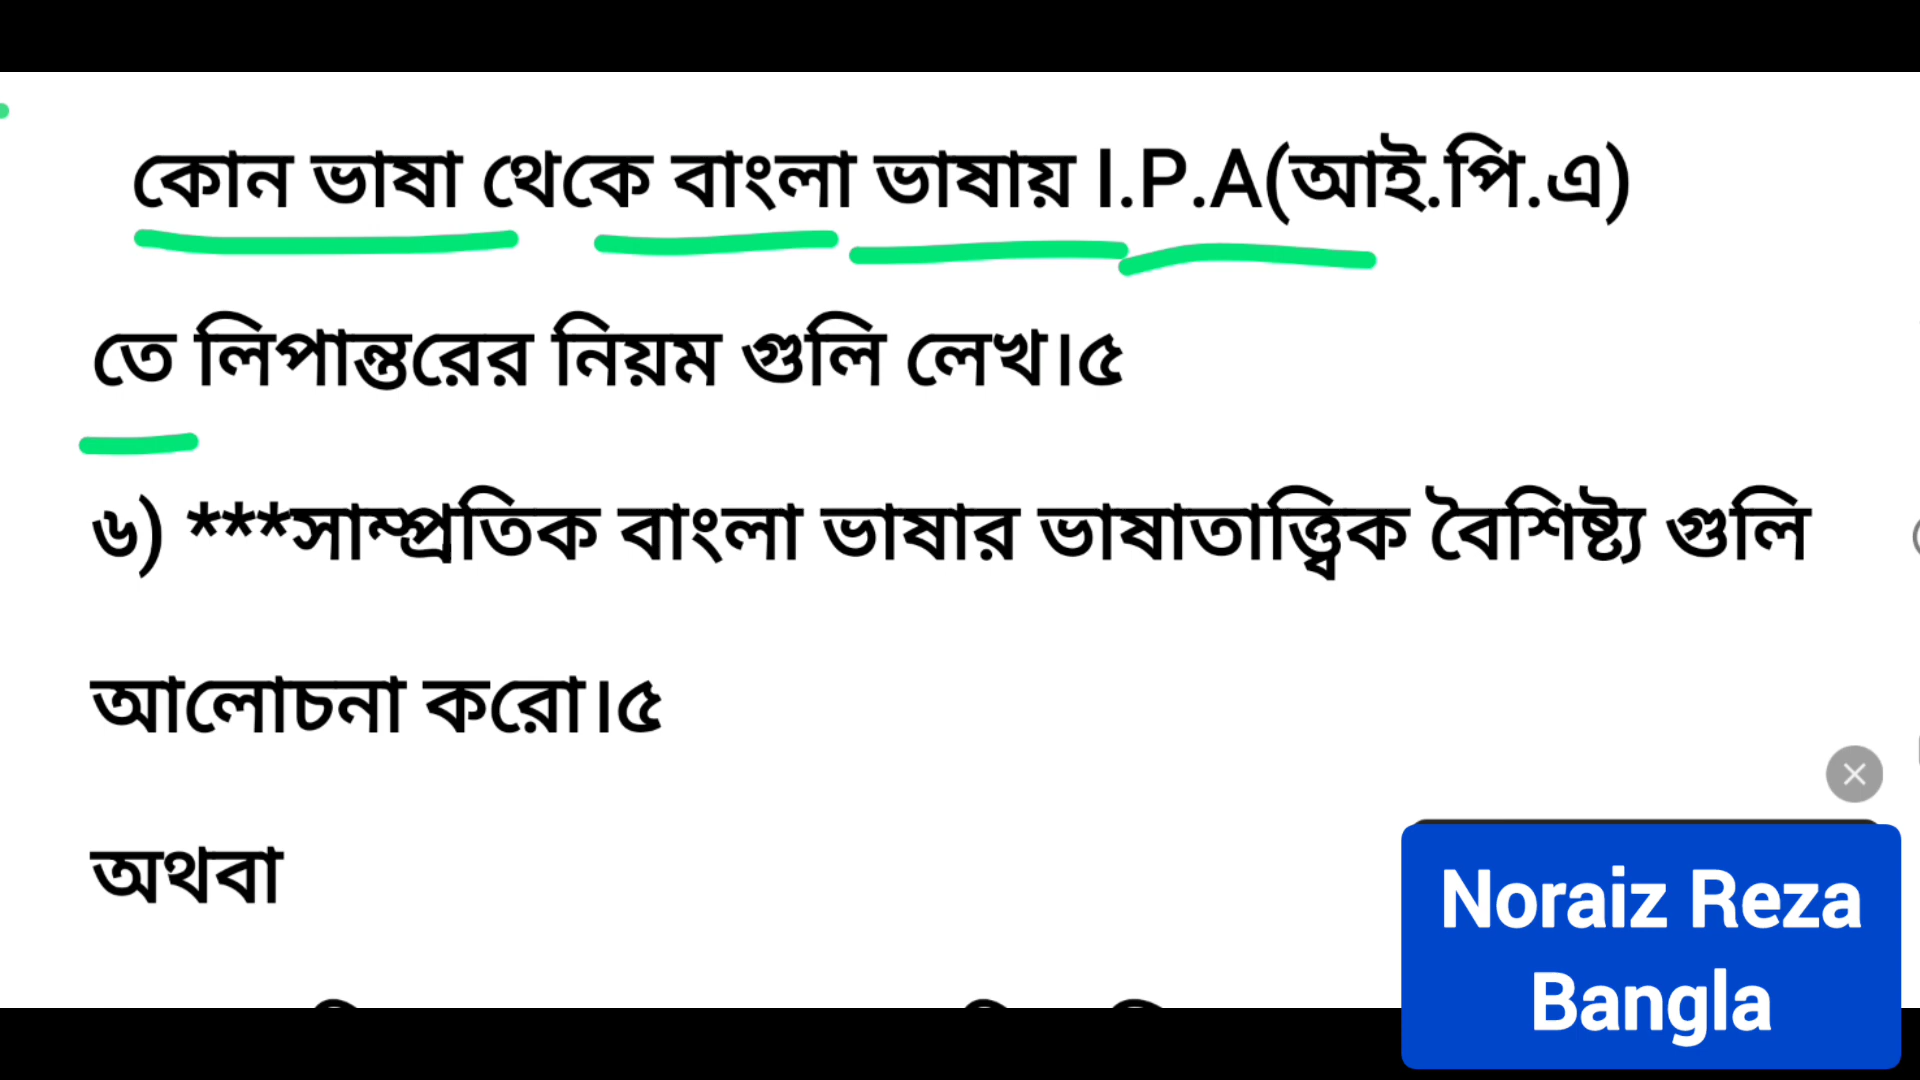 কোন ভাষা থেকে বাংলা ভাষায় I.P.A(আই.পি.এ)
তে লিপান্তরের নিয়ম গুলি লেখ।৫
৬) ***সাম্প্রতিক বাংলা ভাষার ভাষাতাত্ত্বিক বৈশিষ্ট্য গুলি
আলোচনা করো।৫
অথবা
Noraiz Reza
Bangla